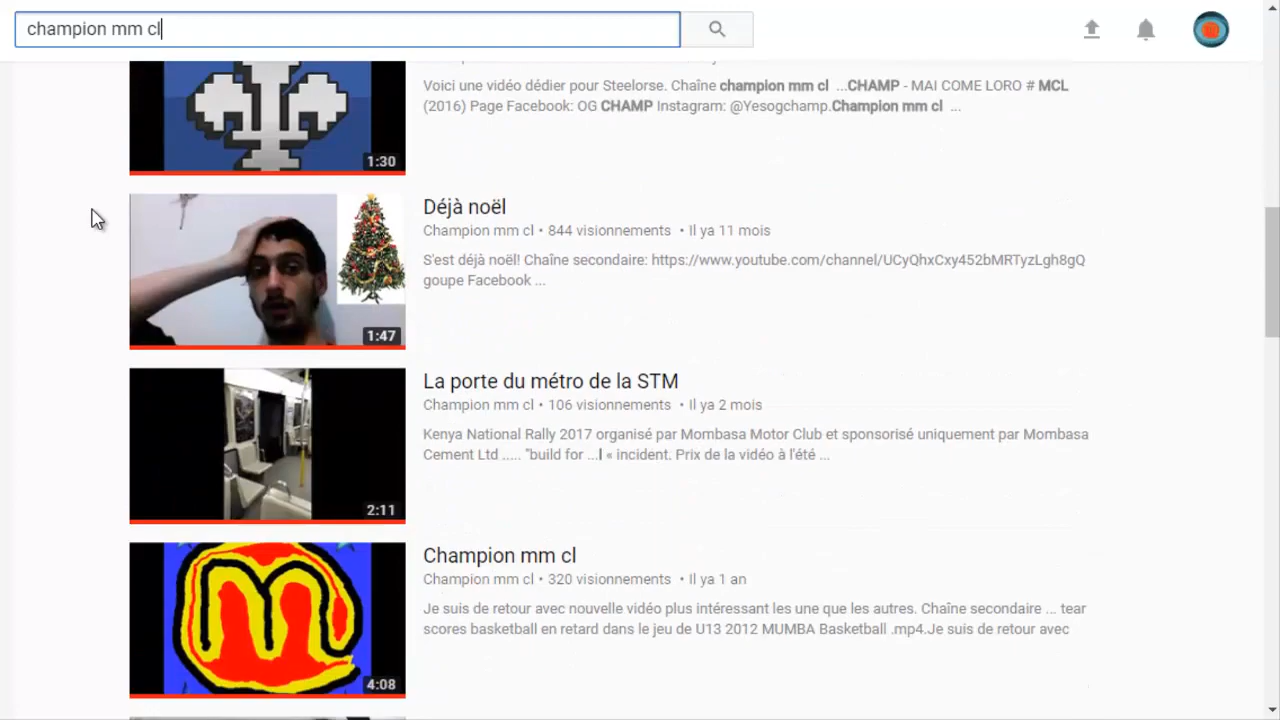 champion mm cl
Voici une vidéo dédier pour Steelorse. Chaîne champion mm cl ...CHAMP - MAI COME LORO # MCL
(2016) Page Facebook: OG CHAMP Instagram: @Yesogchamp.Champion mm cl ...
1:30
Déjà noël
Champion mm cl • 844 visionnements • Il ya 11 mois
S'est déjà noël! Chaîne secondaire: https://www.youtube.com/channel/UCyQhxCxy452bMRTyzLgh8gQ
goupe Facebook ...
1:47
La porte du métro de la STM
Champion mm cl • 106 visionnements • Il ya 2 mois
Kenya National Rally 2017 organisé par Mombasa Motor Club et sponsorisé uniquement par Mombasa
Cement Ltd ..... "build for ...l « incident. Prix de la vidéo à l'été ...
2:11
Champion mm cl
Champion mm cl • 320 visionnements • Il ya 1 an
Je suis de retour avec nouvelle vidéo plus intéressant les une que les autres. Chaîne secondaire ... tear
scores basketball en retard dans le jeu de U13 2012 MUMBA Basketball .mp4.Je suis de retour avec
m
4:08